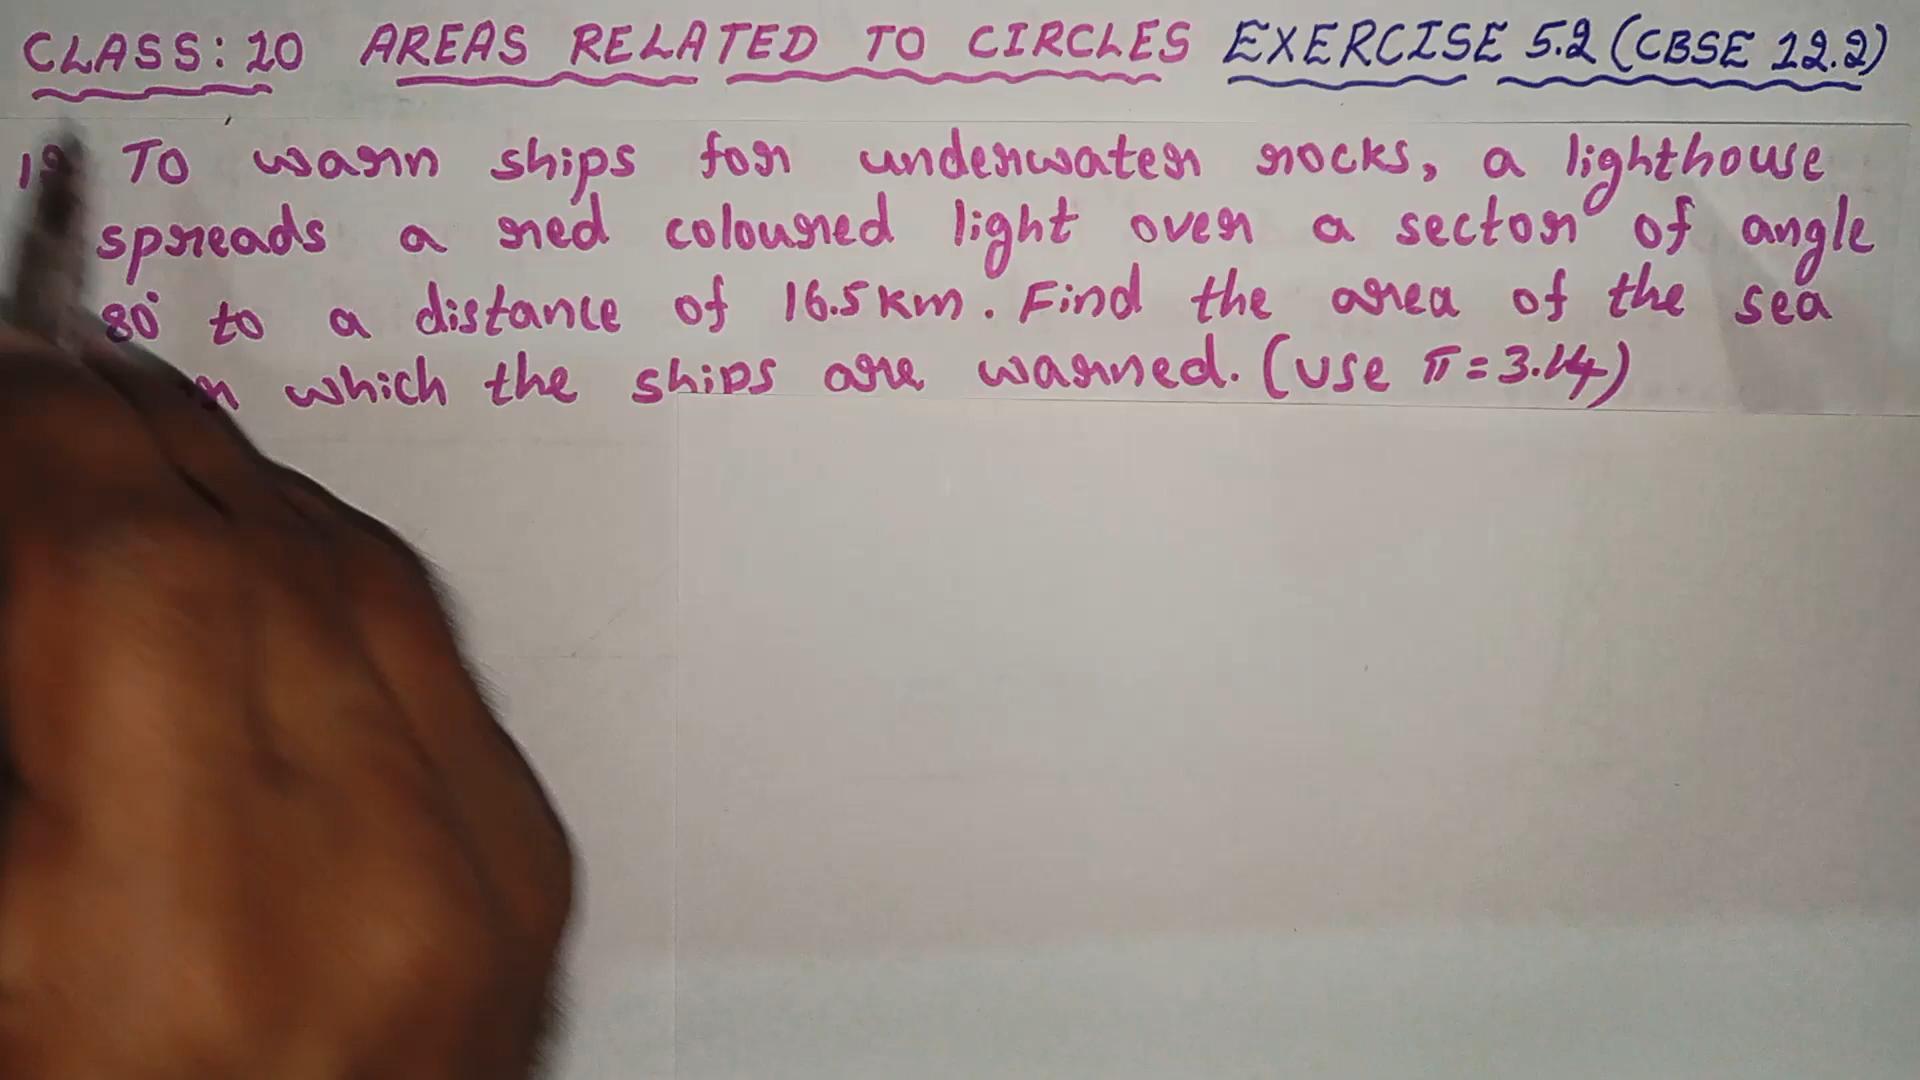 CLASS: 10 AREAS RELATED TO CIRCLES EXERCISE 5.2 (CBSE 12.2)
To warn ships for underwater rocks, a lighthouse
spreads a red coloured light over a sector of angle
80° to a distance of 16.5 km. Find the area of the sea
which the ships are warned. (use π = 3.14)